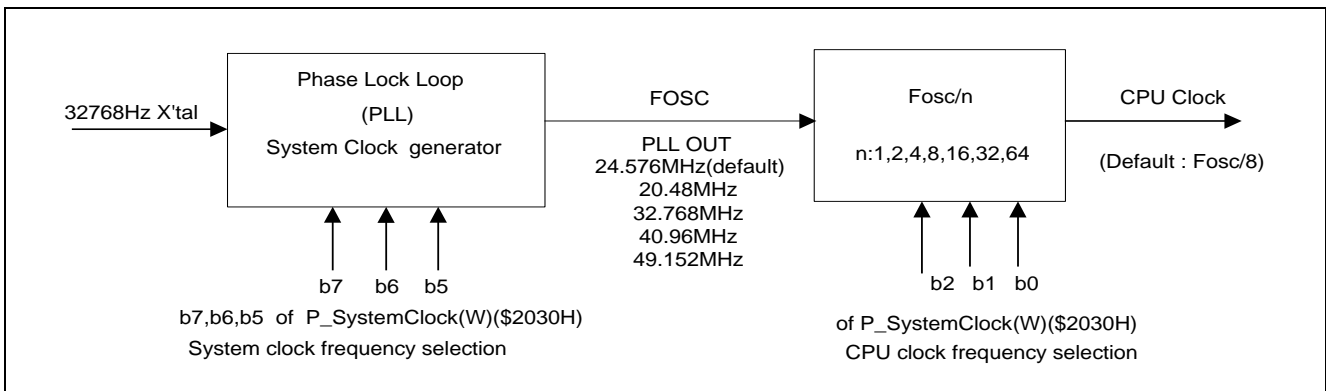 32768Hz X'tal
Phase Lock Loop
(PLL)
System Clock generator
FOSC
PLL OUT
24.576MHz(default)
20.48MHz
32.768MHz
40.96MHz
49.152MHz
Fosc/n
n:1,2,4,8,16,32,64
CPU Clock
(Default : Fosc/8)
b7 b6 b5
b7,b6,b5 of P_SystemClock(W)($2030H)
System clock frequency selection
b2 b1 b0
of P_SystemClock(W)($2030H)
CPU clock frequency selection